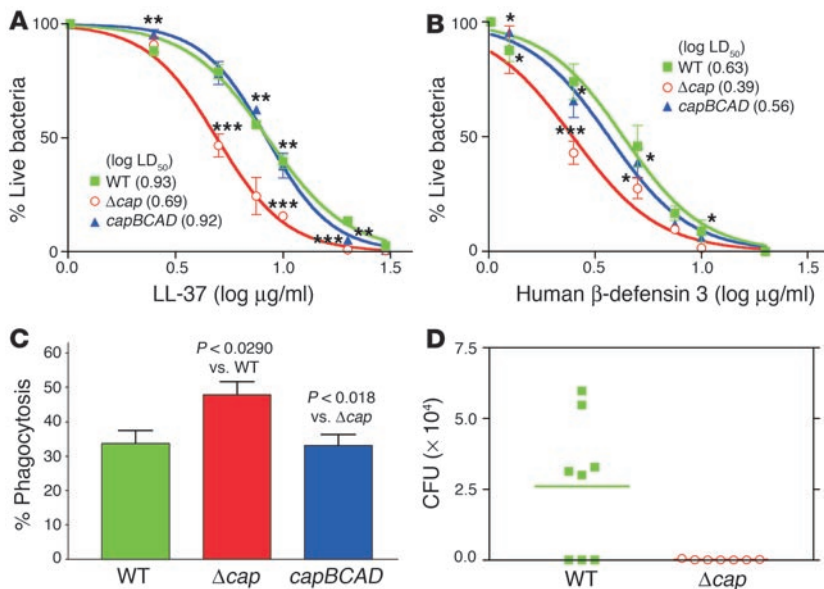 A
100
50
0
% Live bacteria
**
***
**
***
**
***
**
(log LD50)
WT (0.93)
Δcap (0.69)
capBCAD (0.92)
0.0 0.5 1.0 1.5
LL-37 (log μg/ml)
B
100
50
0
% Live bacteria
*
*
*
***
*
*
*
(log LD50)
WT (0.63)
Δcap (0.39)
capBCAD (0.56)
0.0 0.5 1.0 1.5
Human β-defensin 3 (log μg/ml)
C
60
50
40
30
20
10
0
% Phagocytosis
P < 0.0290
vs. WT
P < 0.018
vs. Δcap
WT Δcap capBCAD
D
7.5
5.0
2.5
0.0
CFU (× 10⁴)
WT Δcap